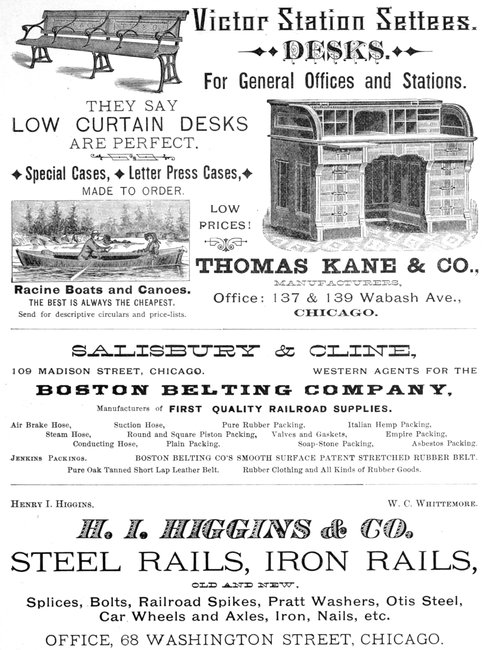 Victor Station Settees.
DESKS.
For General Offices and Stations.
THEY SAY
LOW CURTAIN DESKS
ARE PERFECT.
Special Cases, Letter Press Cases,
MADE TO ORDER.
LOW
PRICES!
Racine Boats and Canoes.
THE BEST IS ALWAYS THE CHEAPEST.
Send for descriptive circulars and price-lists.
THOMAS KANE & CO.,
MANUFACTURERS,
Office: 137 & 139 Wabash Ave.,
CHICAGO.
SALISBURY & CLINE,
109 MADISON STREET, CHICAGO. WESTERN AGENTS FOR THE
BOSTON BELTING COMPANY,
Manufacturers of FIRST QUALITY RAILROAD SUPPLIES.
Air Brake Hose, Suction Hose, Pure Rubber Packing. Italian Hemp Packing.
Steam Hose, Round and Square Piston Packing, Valves and Gaskets, Empire Packing.
Conducting Hose, Plain Packing. Soap-Stone Packing, Asbestos Packing.
JENKINS PACKINGS. BOSTON BELTING CO'S SMOOTH SURFACE PATENT STRETCHED RUBBER BELT.
Pure Oak Tanned Short Lap Leather Belt. Rubber Clothing and All Kinds of Rubber Goods.
HENRY I. HIGGINS. W. C. WHITTEMORE.
H. I. HIGGINS & CO.
STEEL RAILS, IRON RAILS,
OLD AND NEW.
Splices, Bolts, Railroad Spikes, Pratt Washers, Otis Steel,
Car Wheels and Axles, Iron, Nails, etc.
OFFICE, 68 WASHINGTON STREET, CHICAGO.